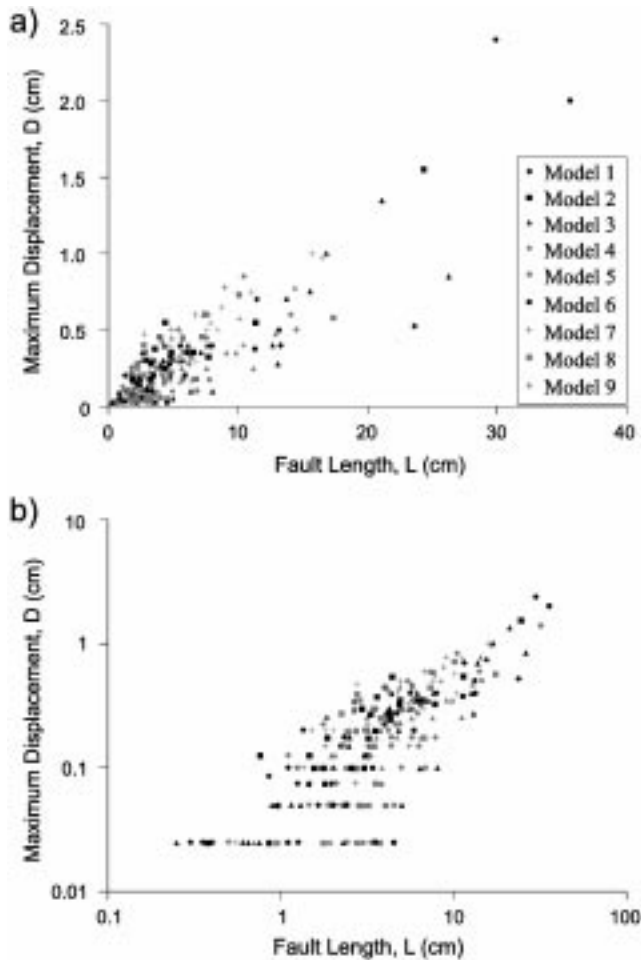 a)
2.5
2.0
1.5
1.0
0.5
0
Maximum Displacement, D (cm)
0
10
20
30
40
Fault Length, L (cm)
Model 1
Model 2
Model 3
Model 4
Model 5
Model 6
Model 7
Model 8
Model 9
b)
10
1
0.1
0.01
Maximum Displacement, D (cm)
0.1
1
10
100
Fault Length, L (cm)